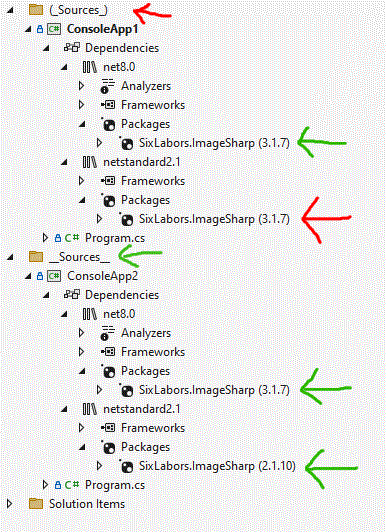 (_Sources_)
C# ConsoleApp1
Dependencies
net8.0
Analyzers
Frameworks
Packages
SixLabors.ImageSharp (3.1.7)
netstandard2.1
Frameworks
Packages
SixLabors.ImageSharp (3.1.7)
C# Program.cs
__Sources__
C# ConsoleApp2
Dependencies
net8.0
Analyzers
Frameworks
Packages
SixLabors.ImageSharp (3.1.7)
netstandard2.1
Packages
SixLabors.ImageSharp (2.1.10)
C# Program.cs
Solution Items